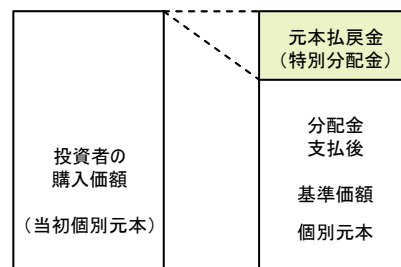 投資者の
購入価額
（当初個別元本）
元本払戻金
（特別分配金）
分配金
支払後
基準価額
個別元本